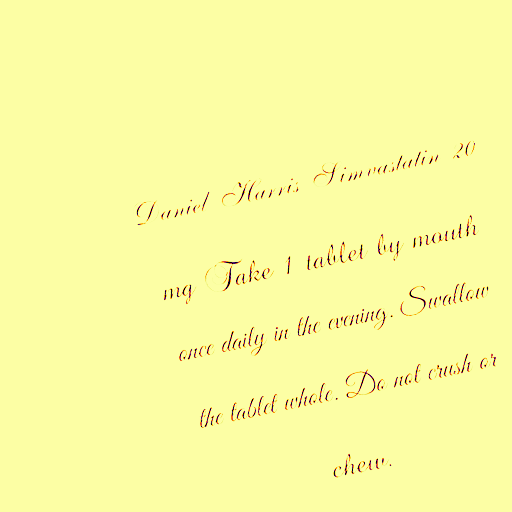 Daniel Harris Simvastatin 20
mg Take 1 tablet by mouth
once daily in the evening. Swallow
the tablet whole. Do not crush or
chew.